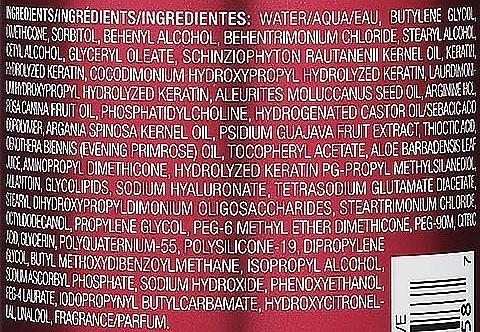 INGREDIENTS/INGRÉDIENTS/INGREDIENTES: WATER/AQUA/EAU, BUTYLENE GLYCOL,
DIMETHICONE, SORBITOL, BEHENYL ALCOHOL, BEHENTRIMONIUM CHLORIDE, STEARYL ALCOHOL,
CETYL ALCOHOL, GLYCERYL OLEATE, SCHINZIOPHYTON RAUTANENII KERNEL OIL, KERATIN,
HYDROLYZED KERATIN, COCODIMONIUM HYDROXYPROPYL HYDROLYZED KERATIN, LAURDIMONI-
UM HYDROXYPROPYL HYDROLYZED KERATIN, ALEURITES MOLUCCANUS SEED OIL, ARGININE HCL,
ROSA CANINA FRUIT OIL, PHOSPHATIDYLCHOLINE, HYDROGENATED CASTOR OIL/SEBACIC ACID
COPOLYMER, ARGANIA SPINOSA KERNEL OIL, PSIDIUM GUAJAVA FRUIT EXTRACT, THIOCTIC ACID,
OENOTHERA BIENNIS (EVENING PRIMROSE) OIL, TOCOPHERYL ACETATE, ALOE BARBADENSIS LEAF
JUICE, AMINOPROPYL DIMETHICONE, HYDROLYZED KERATIN PG-PROPYL METHYLSILANEDIOL,
ALLANTOIN, GLYCOLIPIDS, SODIUM HYALURONATE, TETRASODIUM GLUTAMATE DIACETATE,
STEARYL DIHYDROXYPROPYLDIMONIUM OLIGOSACCHARIDES, STEARTRIMONIUM CHLORIDE,
OCTYLDODECANOL, PROPYLENE GLYCOL, PEG-6 METHYL ETHER DIMETHICONE, PEG-90M, CITRIC
ACID, GLYCERIN, POLYQUATERNIUM-55, POLYSILICONE-19, DIPROPYLENE
GLYCOL, BUTYL METHOXYDIBENZOYLMETHANE, ISOPROPYL ALCOHOL,
SODIUM ASCORBYL PHOSPHATE, SODIUM HYDROXIDE, PHENOXYETHANOL,
PEG-4 LAURATE, IODOPROPYNYL BUTYLCARBAMATE, HYDROXYCITRONEL-
LAL, LINALOOL, FRAGRANCE/PARFUM.